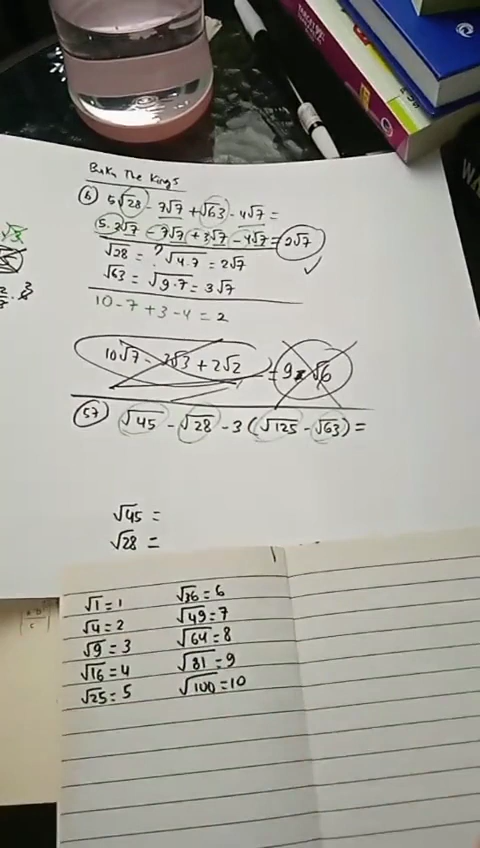 Baky The Kings
6) 5√28 - 7√7 + √63 - 4√7 =
5.2√7 - 7√7 + 3√7 - 4√7 = 2√7
√28 = √4.7 = 2√7
√63 = √9.7 = 3√7
✓
10-7+3-4 = 2
10√7 - 2√3 + 2√2 = 9 √6
57) √45 - √28 - 3(√125 - √63) =
√45 =
√28 =
√1=1 √36=6
√4=2 √49=7
√9=3 √64=8
√16=4 √81=9
√25=5 √100=10